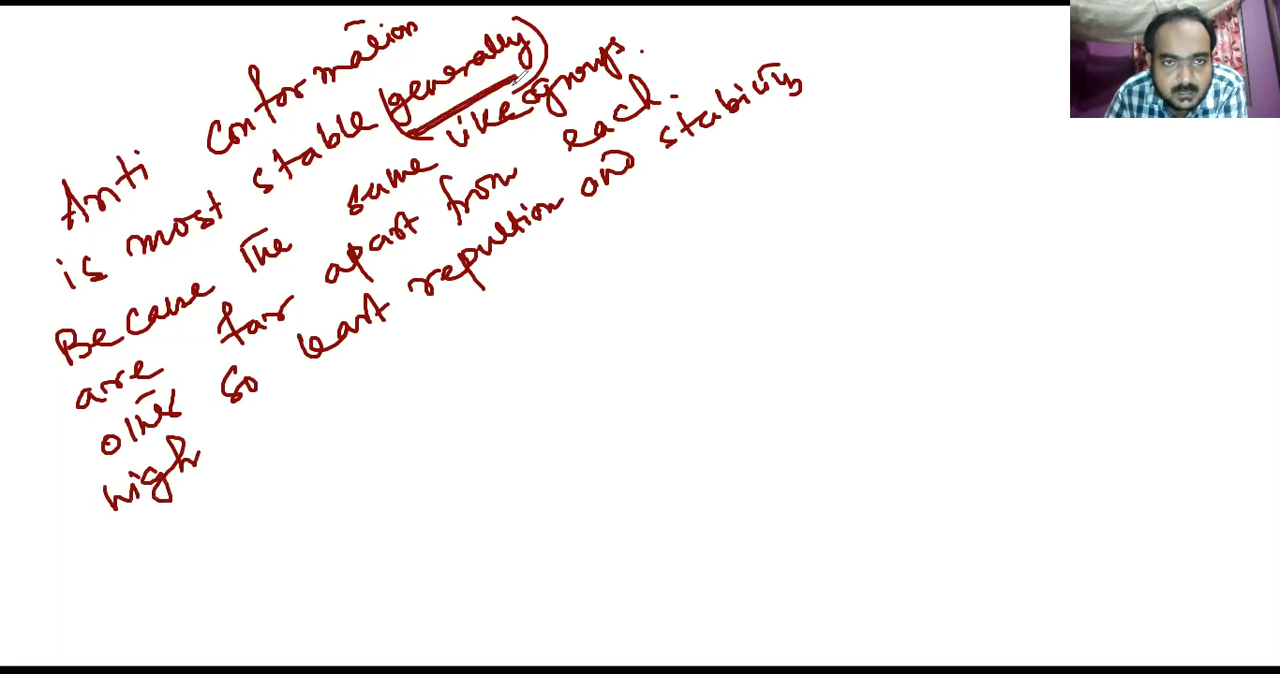 Anti conformation
is most stable (generally)
Because the same like groups.
are far apart from each.
other so least repultion and stability
high